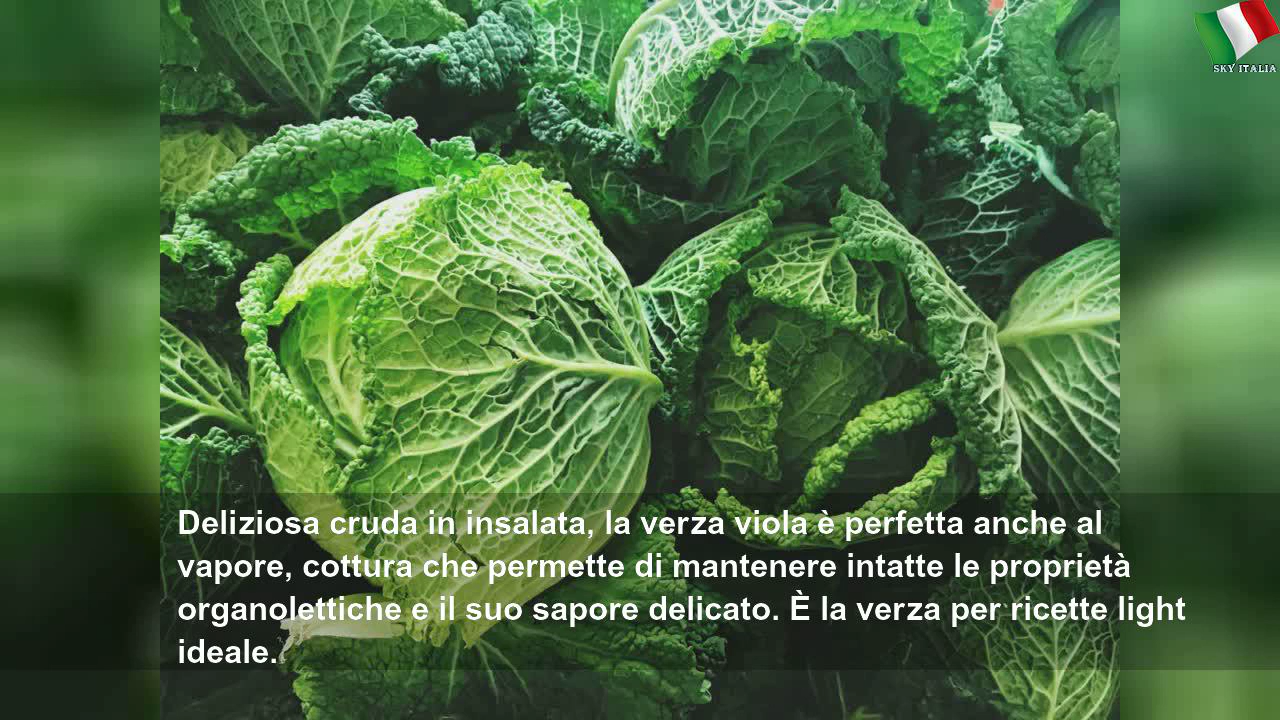 SKY ITALIA
Deliziosa cruda in insalata, la verza viola è perfetta anche al
vapore, cottura che permette di mantenere intatte le proprietà
organolettiche e il suo sapore delicato. È la verza per ricette light
ideale.